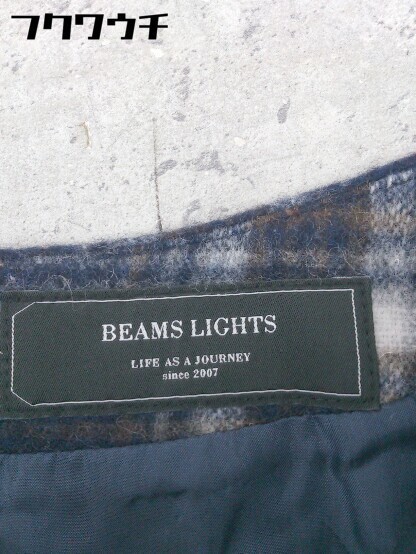 フクワウチ
BEAMS LIGHTS
LIFE AS A JOURNEY
since 2007